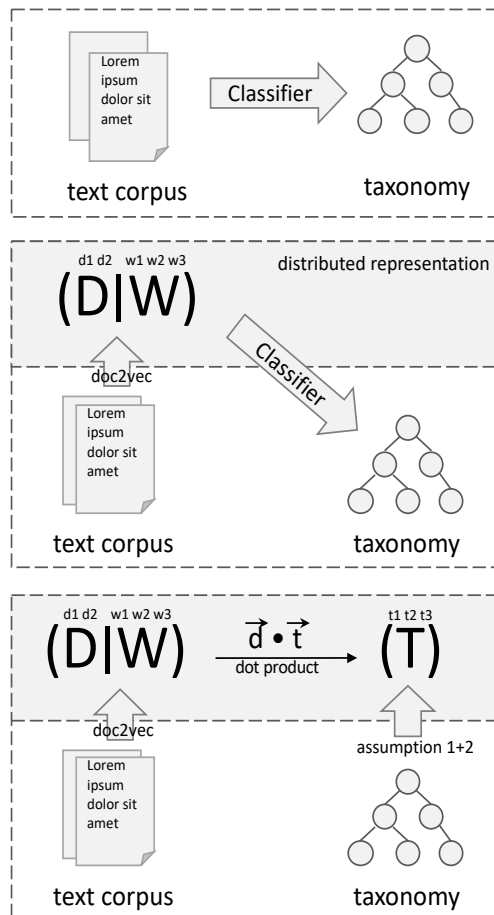 Lorem
ipsum
dolor sit
amet
Classifier
text corpus
taxonomy
d1 d2 w1 w2 w3
distributed representation
(D|W)
Classifier
doc2vec
Lorem
ipsum
dolor sit
amet
text corpus
taxonomy
d1 d2 w1 w2 w3
t1 t2 t3
(D|W)
d • t
(T)
dot product
doc2vec
assumption 1+2
Lorem
ipsum
dolor sit
amet
text corpus
taxonomy